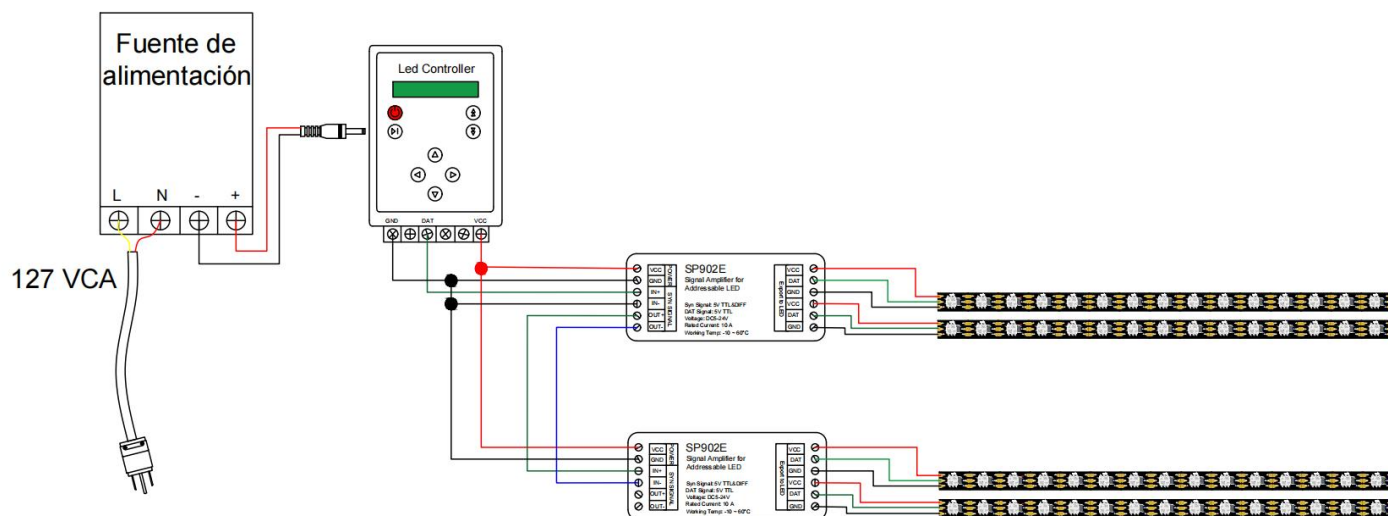 Fuente de
alimentación
L N - +
127 VCA
Led Controller
GND DAT VCC
SP902E
Signal Amplifier for
Addressable LED
Syn Signal: 5V TTL&DIFF
DAT Signal: 5V TTL
Voltage: DC5-24V
Rated Current: 10 A
Working Temp: -10 ~ 60°C
VCC
GND
IN+
IN-
OUT+
OUT-
POWER
SYN SIGNAL
Export to LED
VCC
DAT
GND
VCC
DAT
GND
SP902E
Signal Amplifier for
Addressable LED
Syn Signal: 5V TTL&DIFF
DAT Signal: 5V TTL
Voltage: DC5-24V
Rated Current: 10 A
Working Temp: -10 ~ 60°C
VCC
GND
IN+
IN-
OUT+
OUT-
POWER
SYN SIGNAL
Export to LED
VCC
DAT
GND
VCC
DAT
GND